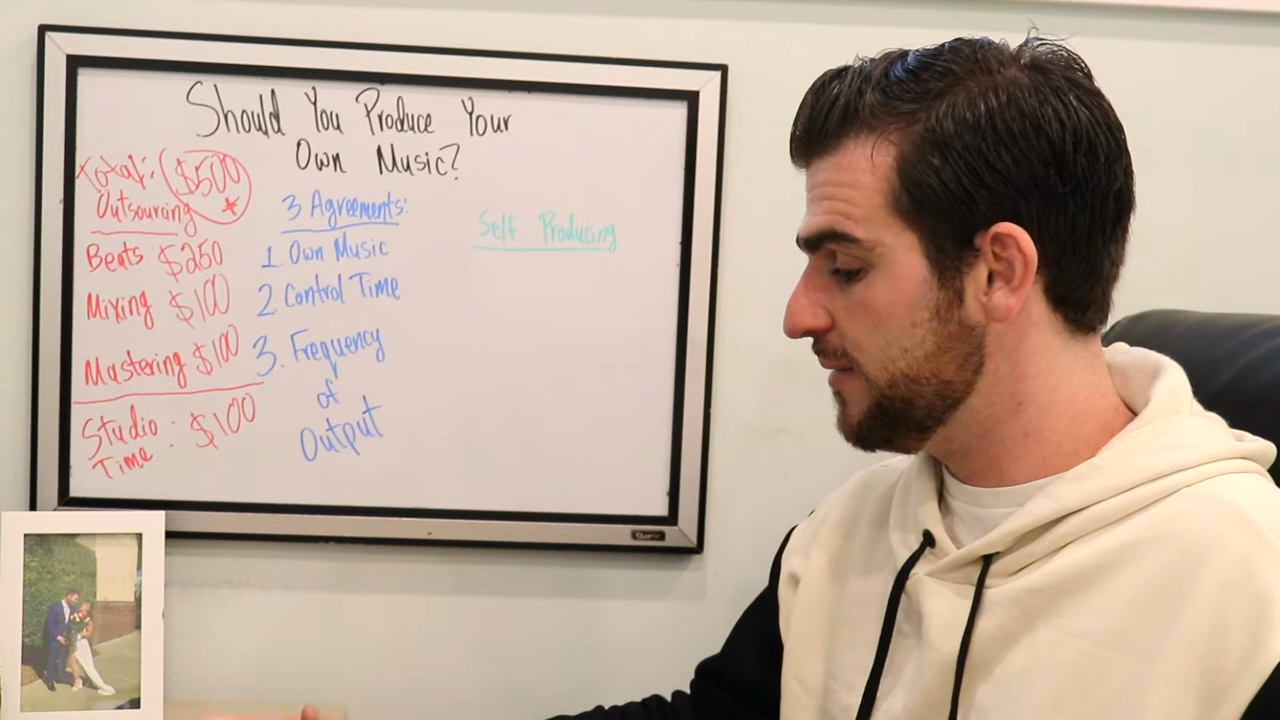 Should You Produce Your
Own Music?
Total: $500
Outsourcing *
Beats $250
Mixing $100
Mastering $100
Studio : $100
Time
3 Agreements:
1. Own Music
2. Control Time
3. Frequency
of
Output
Self Producing
Quartet